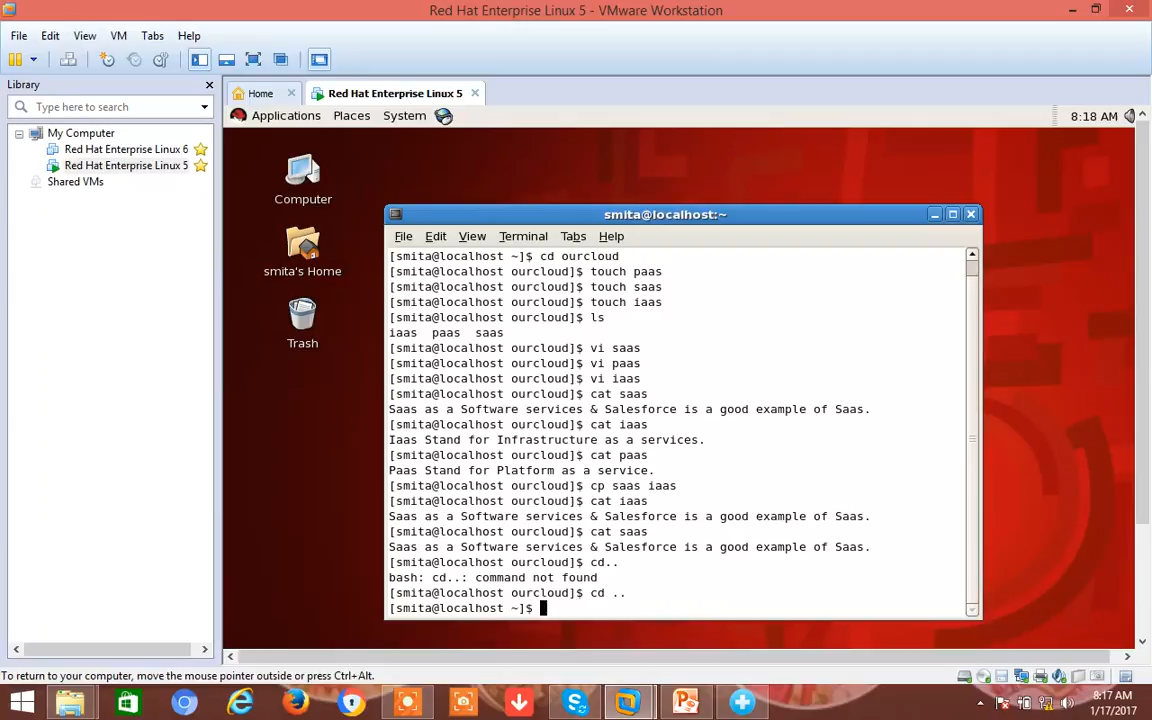 Red Hat Enterprise Linux 5 - VMware Workstation
File Edit View VM Tabs Help
Library
Type here to search
My Computer
Red Hat Enterprise Linux 6
Red Hat Enterprise Linux 5
Shared VMs
Home
Red Hat Enterprise Linux 5
Applications Places System
8:18 AM
Computer
smita's Home
Trash
smita@localhost:~
File Edit View Terminal Tabs Help
[smita@localhost ~]$ cd ourcloud
[smita@localhost ourcloud]$ touch paas
[smita@localhost ourcloud]$ touch saas
[smita@localhost ourcloud]$ touch iaas
[smita@localhost ourcloud]$ ls
iaas paas saas
[smita@localhost ourcloud]$ vi saas
[smita@localhost ourcloud]$ vi paas
[smita@localhost ourcloud]$ vi iaas
[smita@localhost ourcloud]$ cat saas
Saas as a Software services & Salesforce is a good example of Saas.
[smita@localhost ourcloud]$ cat iaas
Iaas Stand for Infrastructure as a services.
[smita@localhost ourcloud]$ cat paas
Paas Stand for Platform as a service.
[smita@localhost ourcloud]$ cp saas iaas
[smita@localhost ourcloud]$ cat iaas
Saas as a Software services & Salesforce is a good example of Saas.
[smita@localhost ourcloud]$ cat saas
Saas as a Software services & Salesforce is a good example of Saas.
[smita@localhost ourcloud]$ cd..
bash: cd..: command not found
[smita@localhost ourcloud]$ cd ..
[smita@localhost ~]$
To return to your computer, move the mouse pointer outside or press Ctrl+Alt.
8:17 AM
1/17/2017